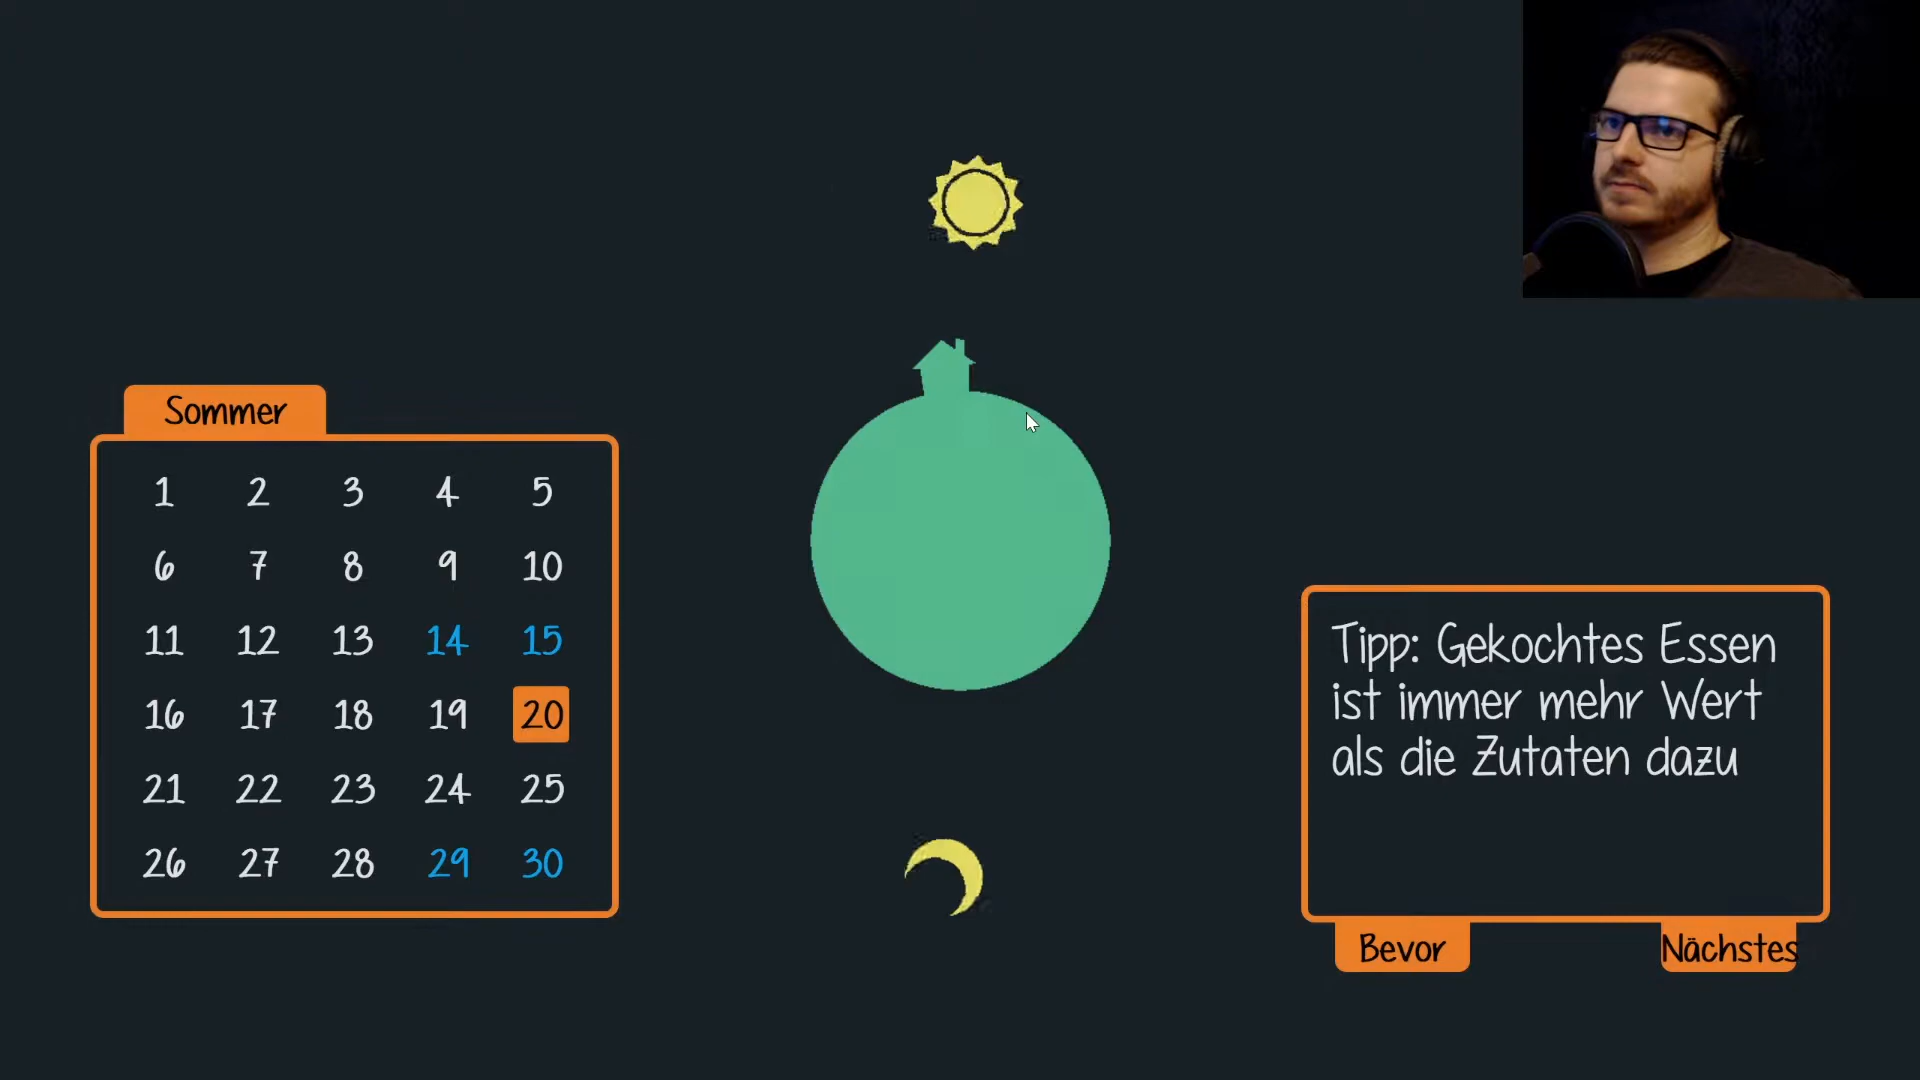 Sommer
1 2 3 4 5
6 7 8 9 10
11 12 13 14 15
16 17 18 19 20
21 22 23 24 25
26 27 28 29 30
Tipp: Gekochtes Essen
ist immer mehr Wert
als die Zutaten dazu
Bevor
Nächstes